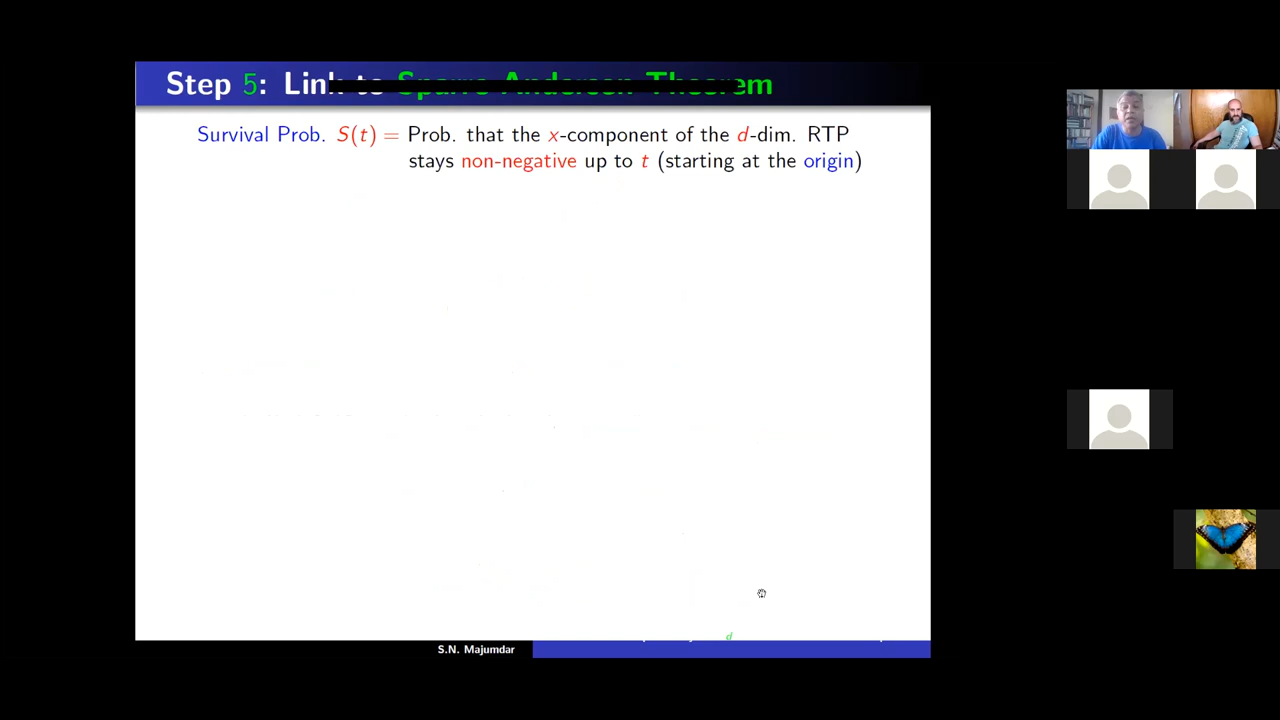 Step 5: Link to Sparre Andersen Theorem
Survival Prob. S(t) = Prob. that the x-component of the d-dim. RTP
stays non-negative up to t (starting at the origin)
d
S.N. Majumdar